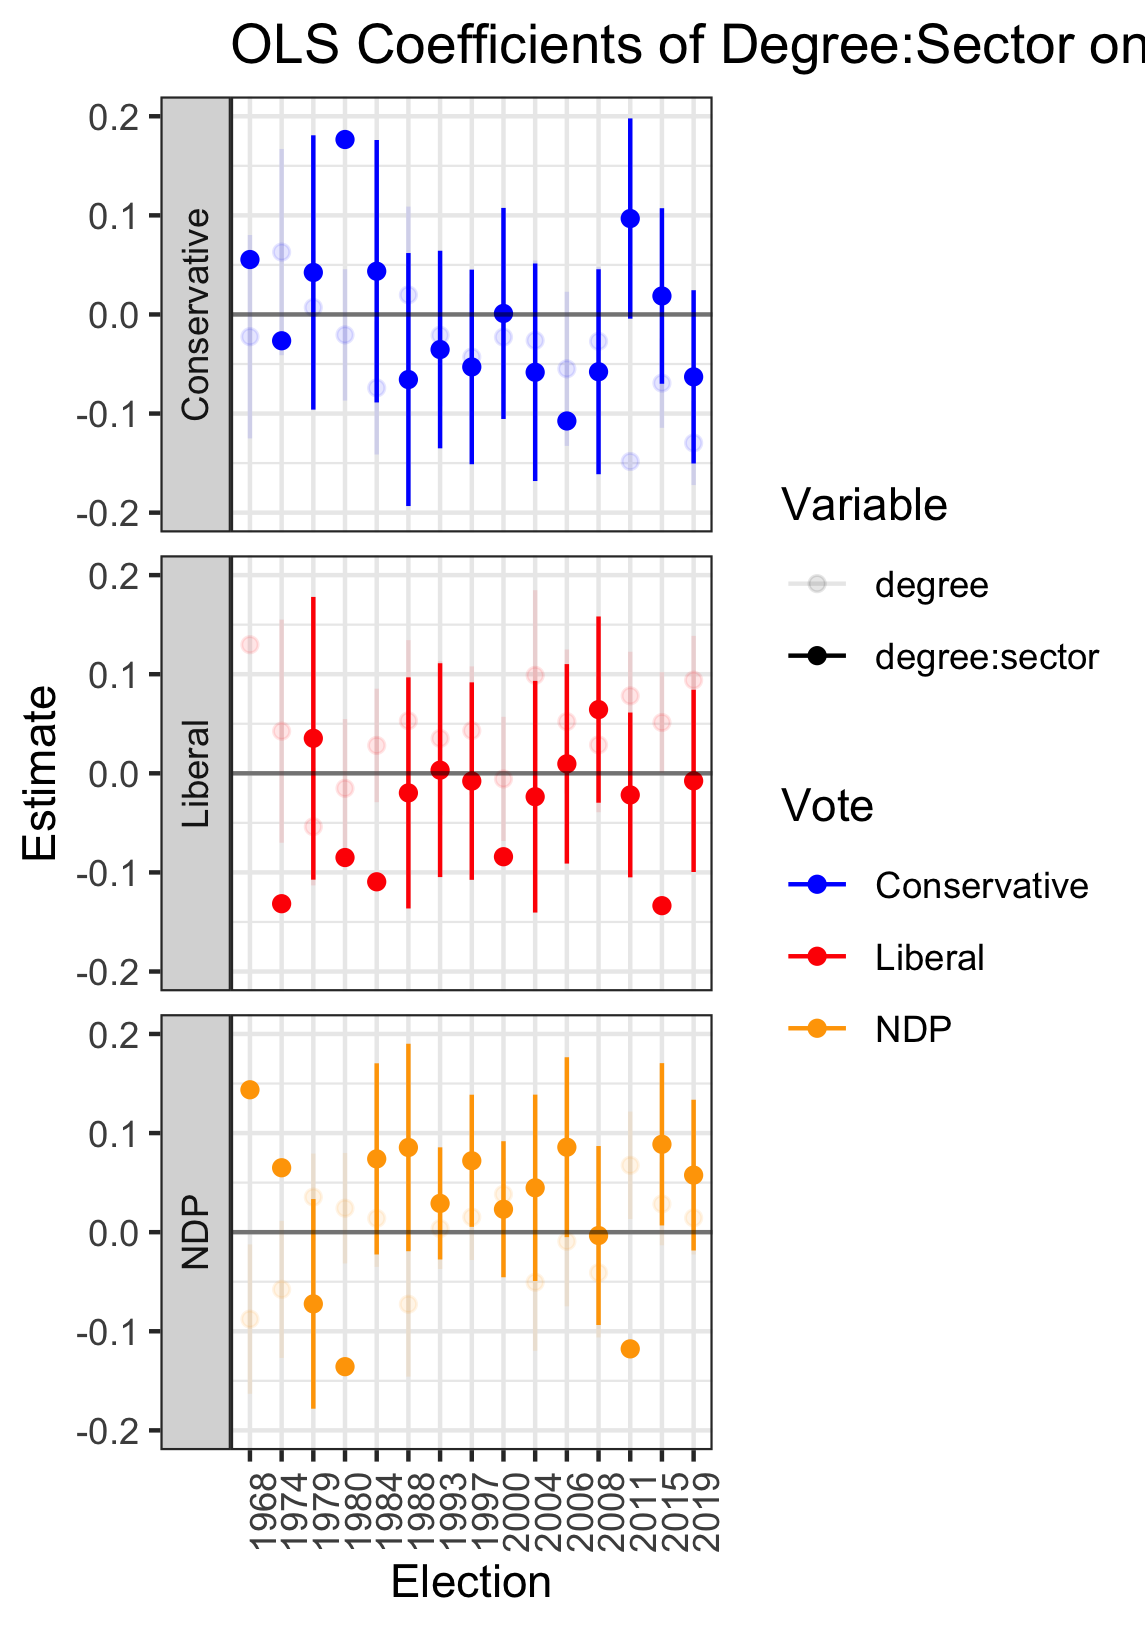 OLS Coefficients of Degree:Sector on
0.2
0.1
0.0
-0.1
-0.2
Conservative
0.2
0.1
0.0
-0.1
-0.2
Liberal
0.2
0.1
0.0
-0.1
-0.2
NDP
Estimate
1968
1974
1979
1980
1984
1988
1993
1997
2000
2004
2006
2008
2011
2015
2019
Election
Variable
degree
degree:sector
Vote
Conservative
Liberal
NDP